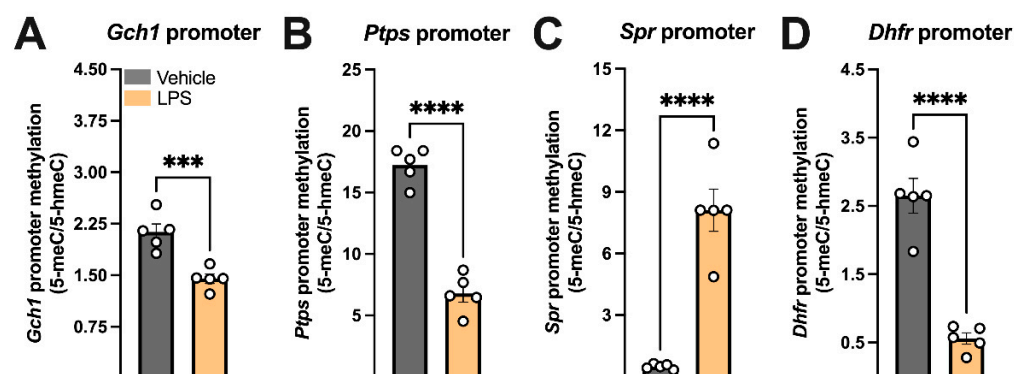 A
Gch1 promoter
Gch1 promoter methylation
(5-meC/5-hmeC)
4.50
3.75
3.00
2.25
1.50
0.75
Vehicle
LPS
***
B
Ptps promoter
Ptps promoter methylation
(5-meC/5-hmeC)
25
20
15
10
5
****
C
Spr promoter
Spr promoter methylation
(5-meC/5-hmeC)
15
12
9
6
3
****
D
Dhfr promoter
Dhfr promoter methylation
(5-meC/5-hmeC)
4.5
3.5
2.5
1.5
0.5
****